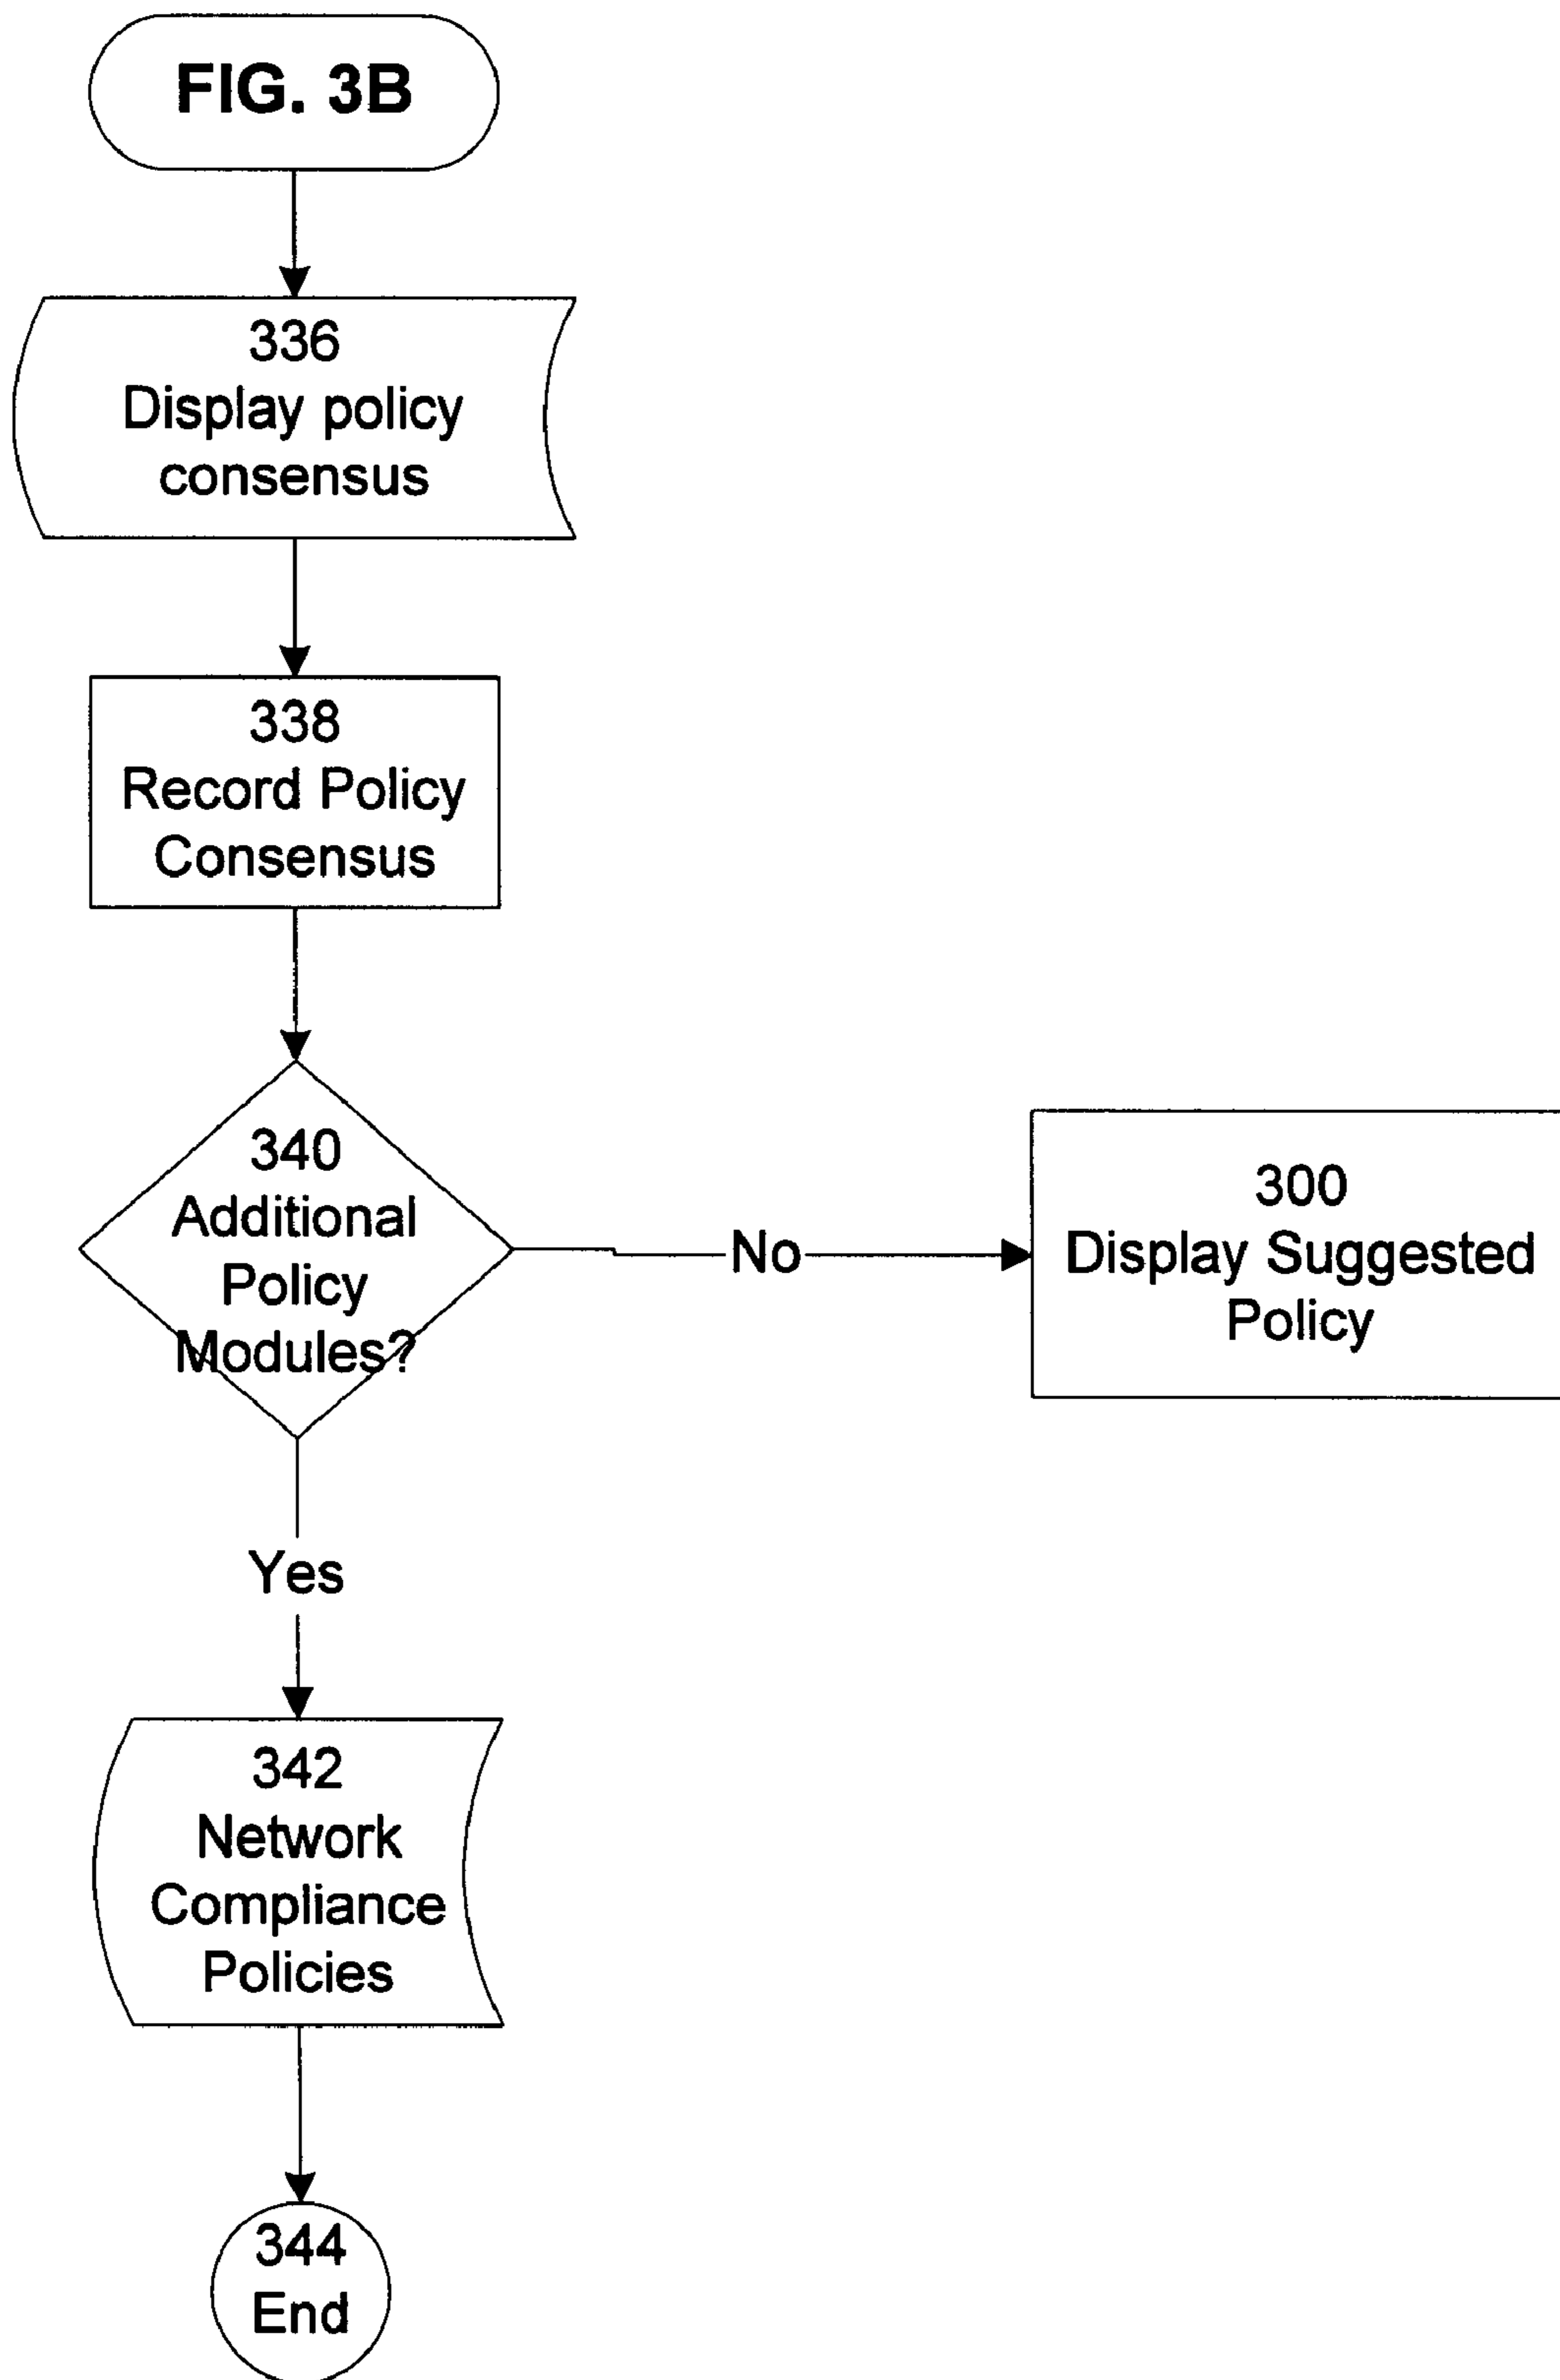 FIG. 3B
336
Display policy
consensus
338
Record Policy
Consensus
340
Additional
Policy
Modules?
No
300
Display Suggested
Policy
Yes
342
Network
Compliance
Policies
344
End